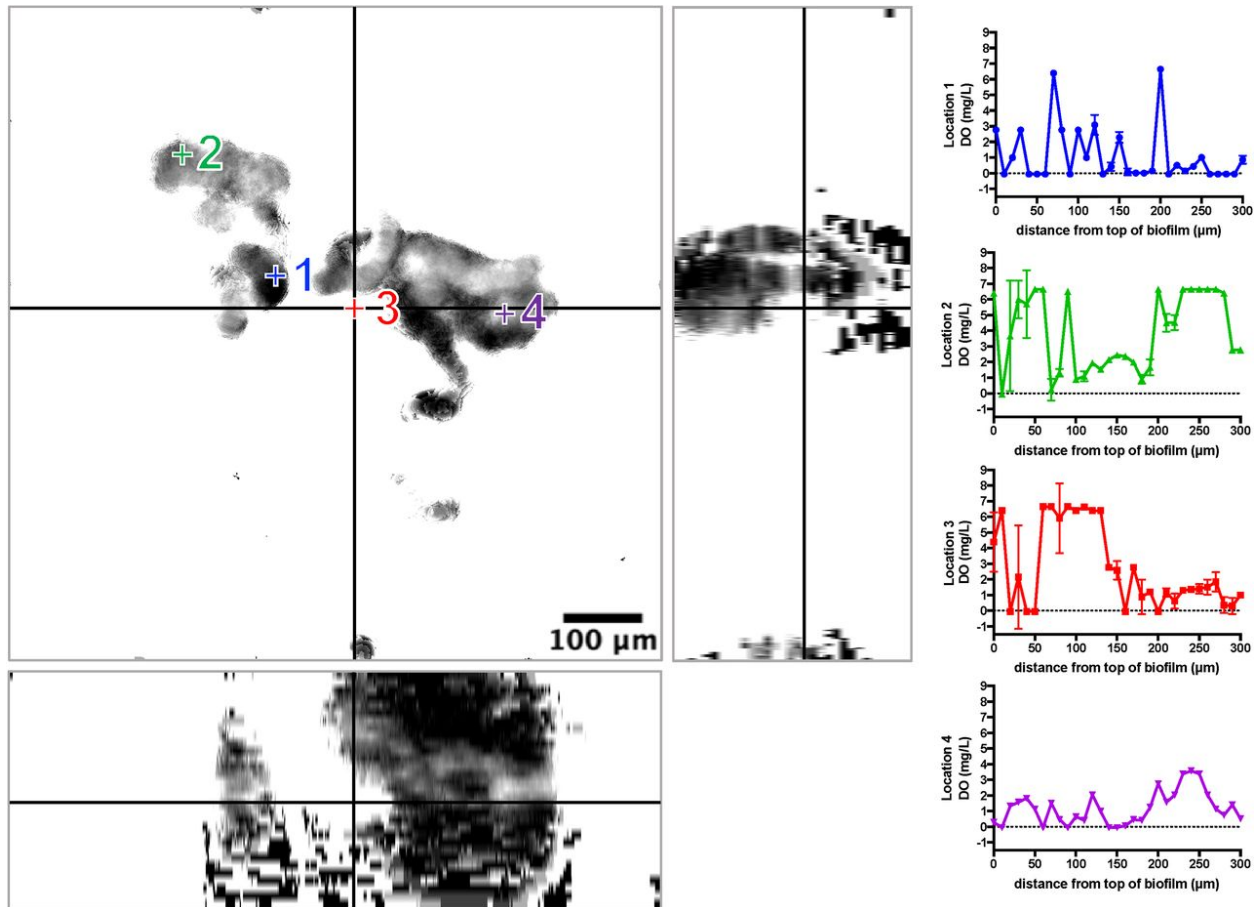 +2
+1
+3
+4
100 µm
Location 1
DO (mg/L)
9
8
7
6
5
4
3
2
1
0
-1
0 50 100 150 200 250 300
distance from top of biofilm (µm)
Location 2
DO (mg/L)
9
8
7
6
5
4
3
2
1
0
-1
0 50 100 150 200 250 300
distance from top of biofilm (µm)
Location 3
DO (mg/L)
9
8
7
6
5
4
3
2
1
0
-1
0 50 100 150 200 250 300
distance from top of biofilm (µm)
Location 4
DO (mg/L)
9
8
7
6
5
4
3
2
1
0
-1
0 50 100 150 200 250 300
distance from top of biofilm (µm)